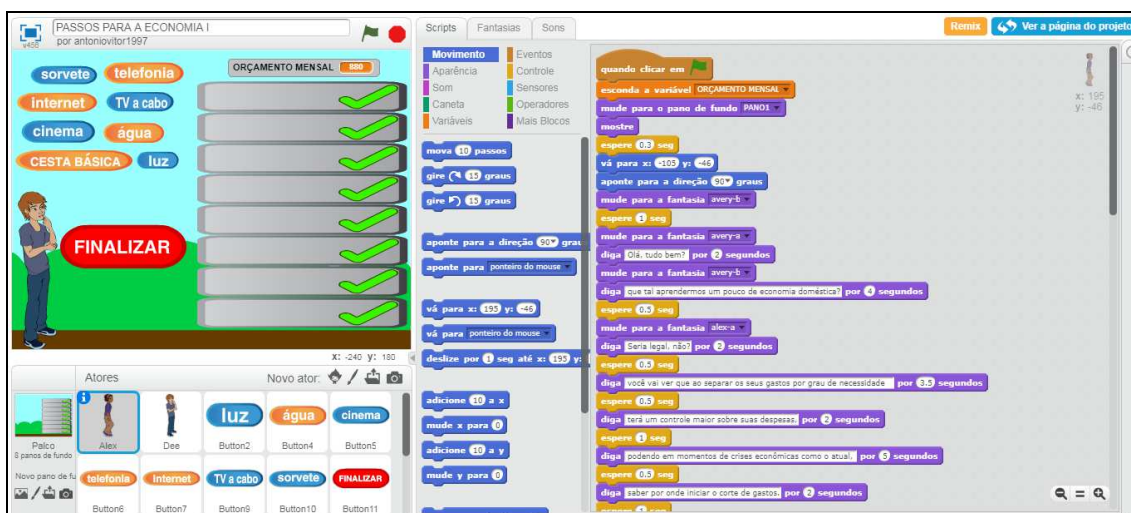 PASSOS PARA A ECONOMIA I
por antoniovitor1997
v458
sorvete
telefonia
Internet
TV a cabo
cinema
água
CESTA BÁSICA
luz
ORÇAMENTO MENSAL 880
FINALIZAR
X: -240 y: 180
Atores
Novo ator:
Palco
8 panos de fundo
Novo pano de fu
Alex
Dee
luz
Button2
água
Button4
cinema
Button5
telefonia
Button6
Internet
Button7
TV a cabo
Button9
sorvete
Button10
FINALIZAR
Button11
Scripts
Fantasias
Sons
Movimento
Aparência
Som
Caneta
Variáveis
Eventos
Controle
Sensores
Operadores
Mais Blocos
mova 10 passos
gire 15 graus
gire 15 graus
aponte para a direção 90 grau
aponte para ponteiro do mouse
vá para x: 195 y: -46
vá para ponteiro do mouse
deslize por 1 seg até x: 195 y:
adicione 10 a x
mude x para 0
adicione 10 a y
mude y para 0
Remix
Ver a página do projeto
x: 195
y: -46
quando clicar em
esconda a variável ORÇAMENTO MENSAL
mude para o pano de fundo PANO1
mostre
espere 0.3 seg
vá para x: -105 y: -46
aponte para a direção 90 graus
mude para a fantasia avery-b
espere 1 seg
mude para a fantasia avery-a
diga Olá, tudo bem? por 2 segundos
mude para a fantasia avery-b
diga que tal aprendermos um pouco de economia doméstica? por 4 segundos
espere 0.5 seg
mude para a fantasia alex-a
diga Seria legal, não? por 2 segundos
espere 0.5 seg
diga você vai ver que ao separar os seus gastos por grau de necessidade por 3.5 segundos
espere 0.5 seg
diga terá um controle maior sobre suas despesas. por 2 segundos
espere 1 seg
diga podendo em momentos de crises econômicas como o atual. por 5 segundos
espere 0.5 seg
diga saber por onde iniciar o corte de gastos. por 2 segundos
espere 1 seg